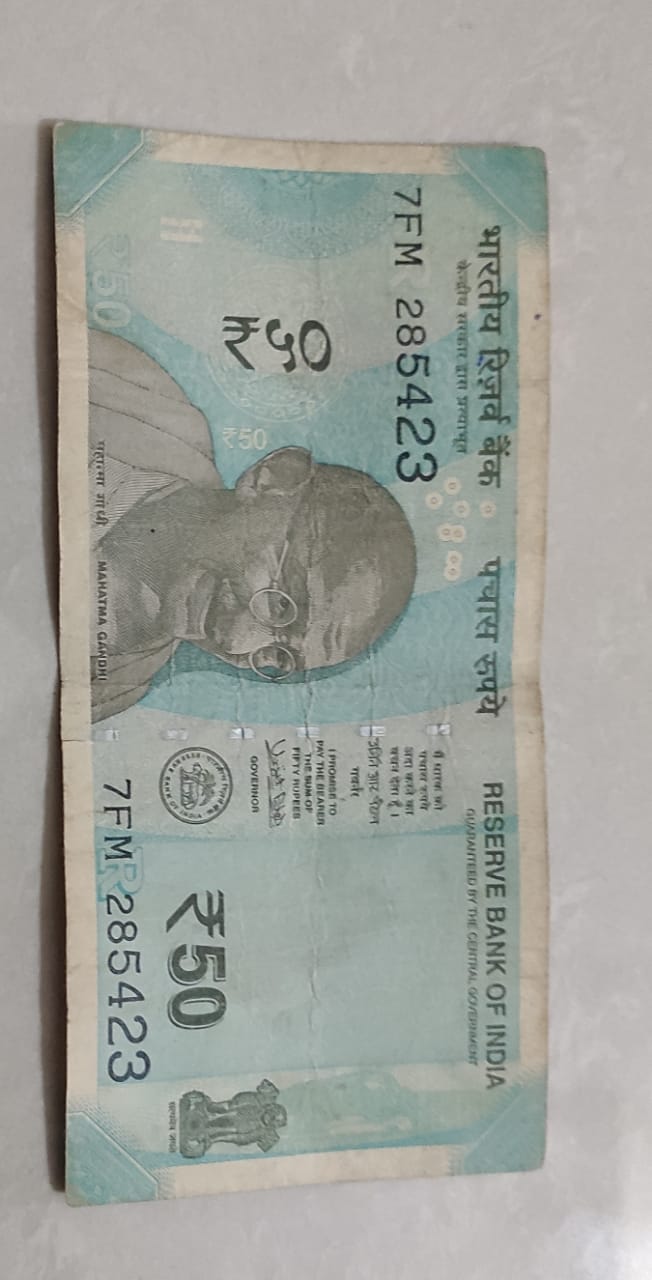 भारतीय रिज़र्व बैंक
केन्द्रीय सरकार द्वारा प्रत्याभूत
पचास रुपये
RESERVE BANK OF INDIA
GUARANTEED BY THE CENTRAL GOVERNMENT
7FM 285423
₹५०
₹50
₹50
मैं धारक को
पचास रुपये
अदा करने का
वचन देता हूँ।
गवर्नर
I PROMISE TO
PAY THE BEARER
THE SUM OF
FIFTY RUPEES
GOVERNOR
₹50
सत्यमेव जयते
7FM 285423
R
महात्मा गांधी
MAHATMA GANDHI